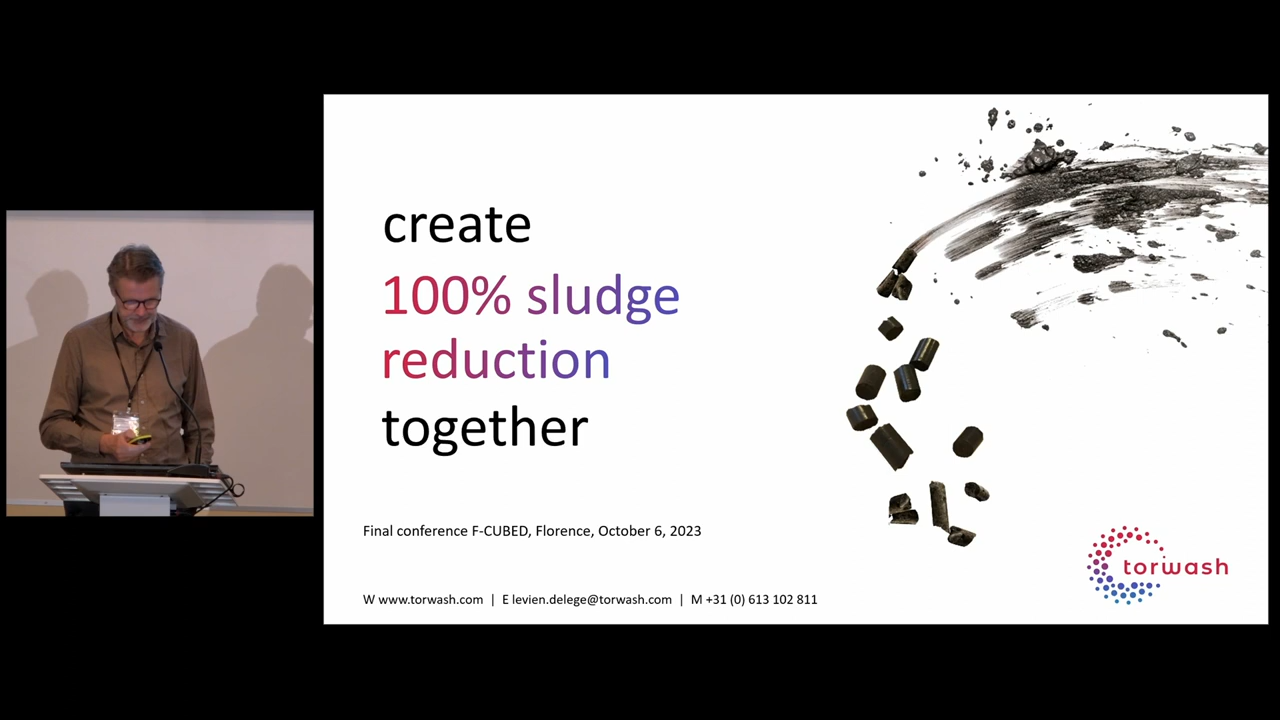 create
100% sludge
reduction
together
Final conference F-CUBED, Florence, October 6, 2023
W www.torwash.com | E levien.delege@torwash.com | M +31 (0) 613 102 811
torwash